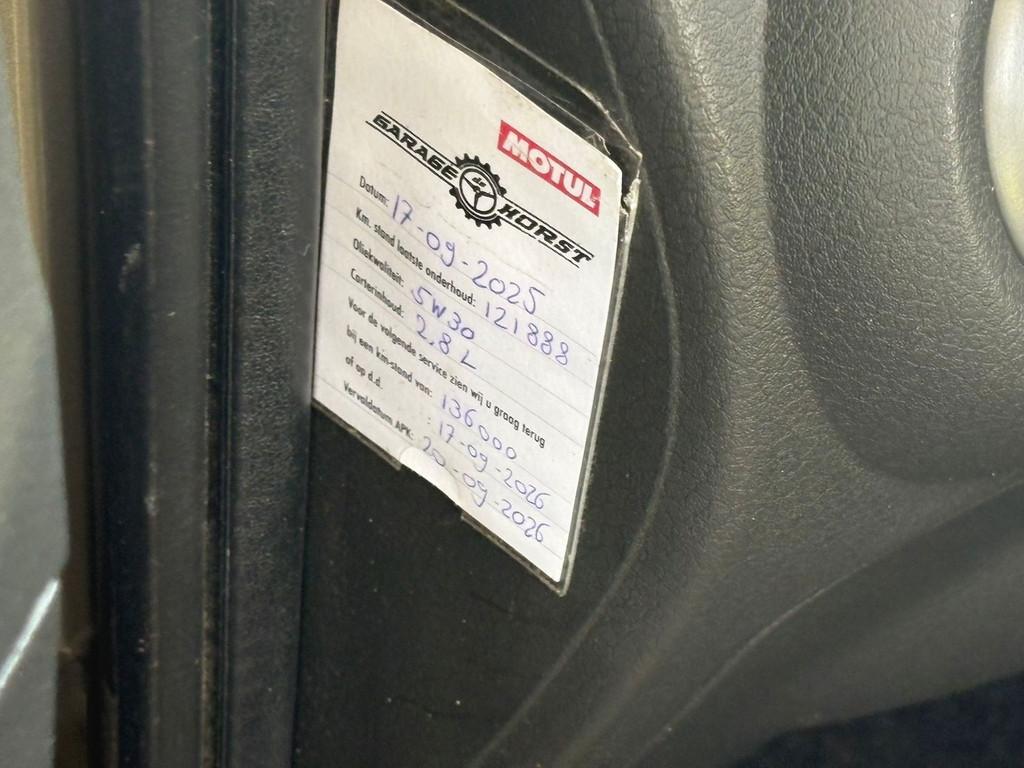 MOTUL
GARAGE de HORST
Datum: 17-09-2025
Km. stand laatste onderhoud: 121888
Oliekwaliteit: 5W30
Carterinhoud: 2,8 L
Voor de volgende service zien wij u graag terug
bij een km-stand van: 136000
of op d.d. : 17-09-2026
Vervaldatum APK: 20-09-2026